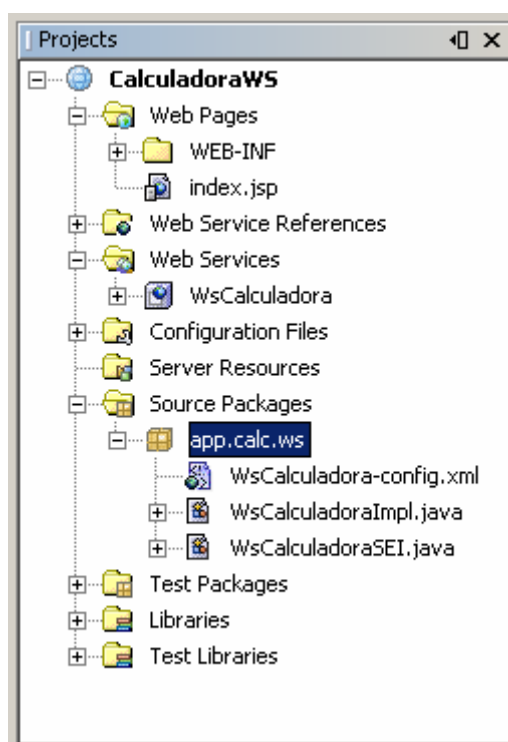 Projects
CalculadoraWS
Web Pages
WEB-INF
index.jsp
Web Service References
Web Services
WsCalculadora
Configuration Files
Server Resources
Source Packages
app.calc.ws
WsCalculadora-config.xml
WsCalculadoraImpl.java
WsCalculadoraSEI.java
Test Packages
Libraries
Test Libraries